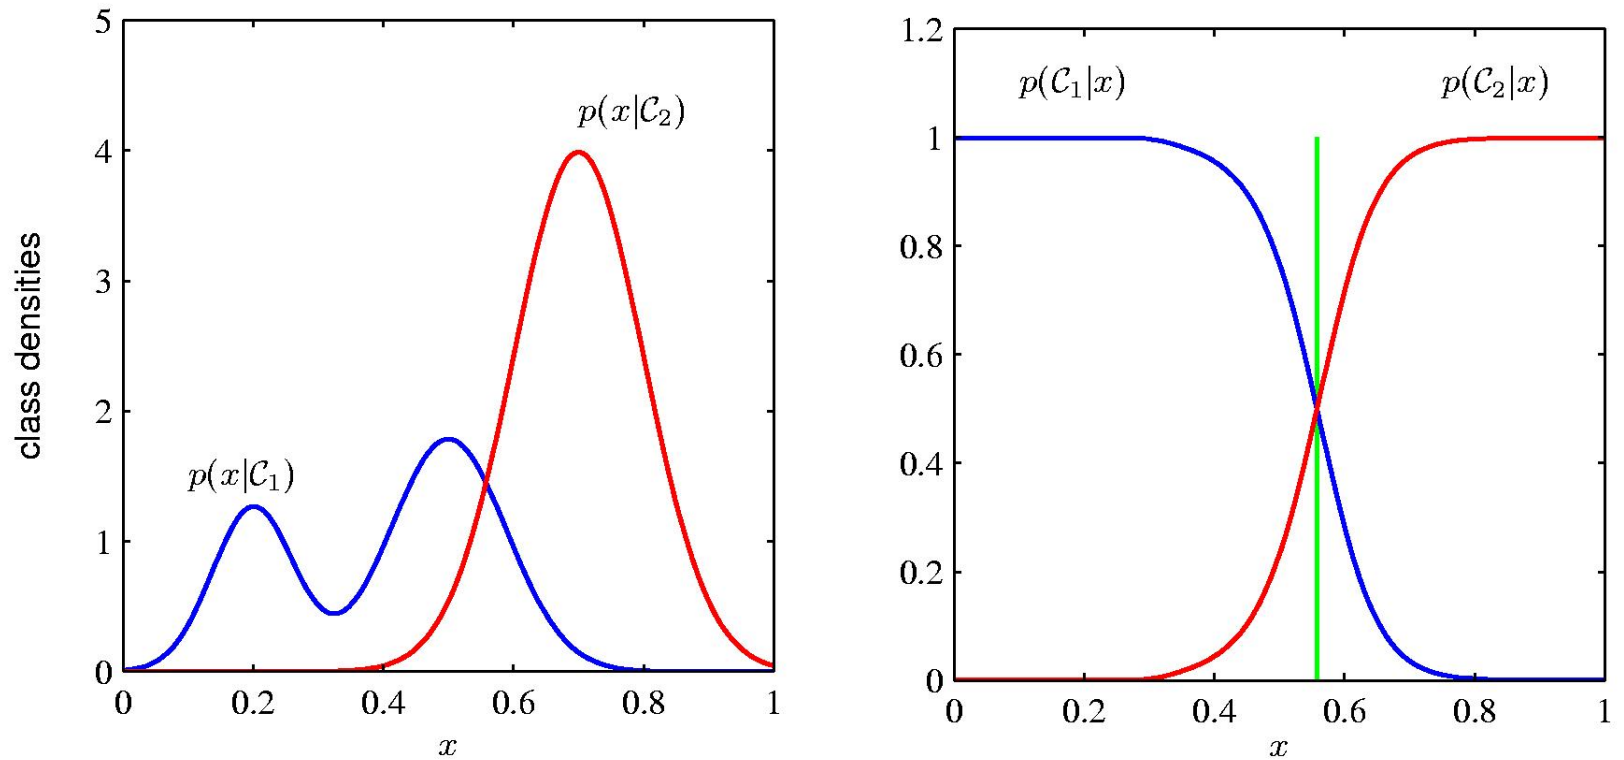 class densities
5
4
3
2
1
0
p(x|C₂)
p(x|C₁)
0 0.2 0.4 0.6 0.8 1
x
1.2
1
0.8
0.6
0.4
0.2
0
p(C₁|x) p(C₂|x)
0 0.2 0.4 0.6 0.8 1
x